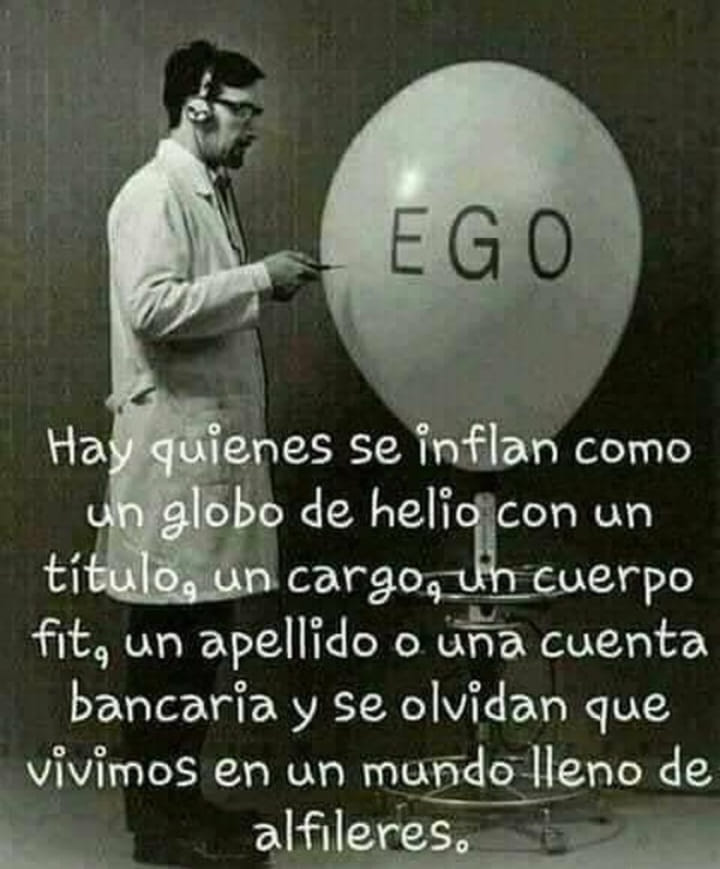 EGO
Hay quienes se inflan como
un globo de helio con un
título, un cargo, un cuerpo
fit, un apellido o una cuenta
bancaria y se olvidan que
vivimos en un mundo lleno de
alfileres.